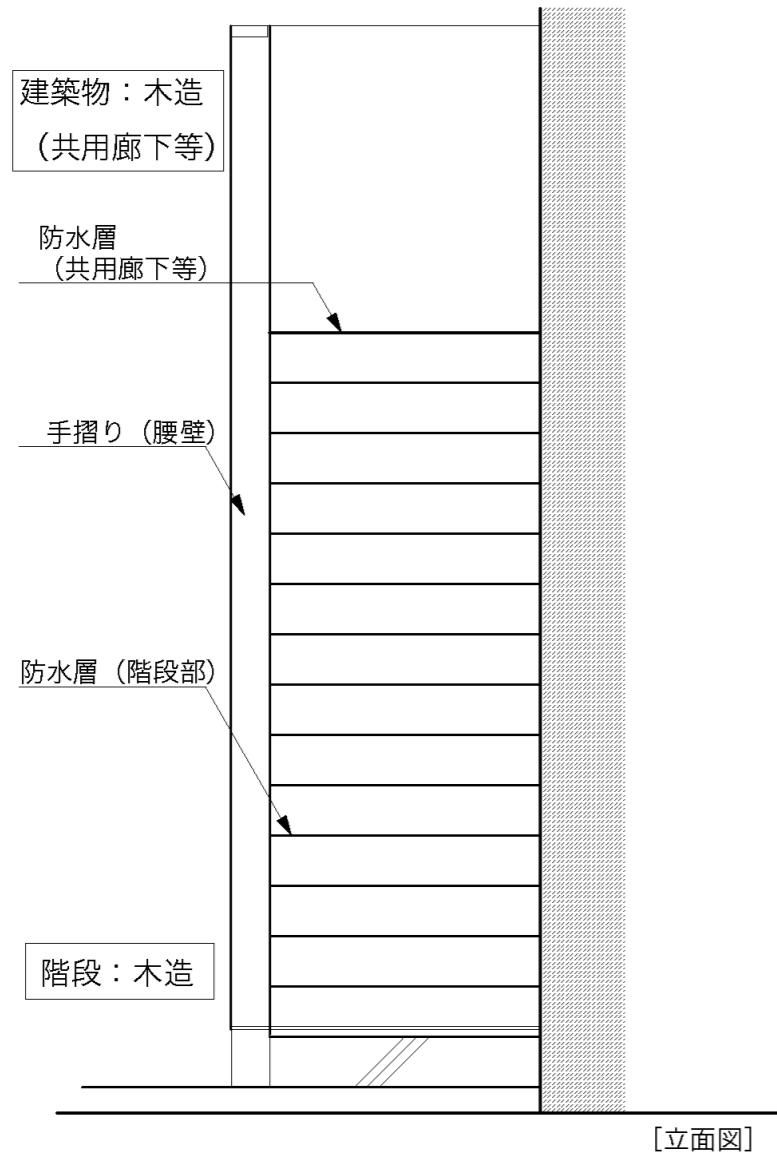 建築物：木造
（共用廊下等）
防水層
（共用廊下等）
手摺り（腰壁）
防水層（階段部）
階段：木造
［立面図］